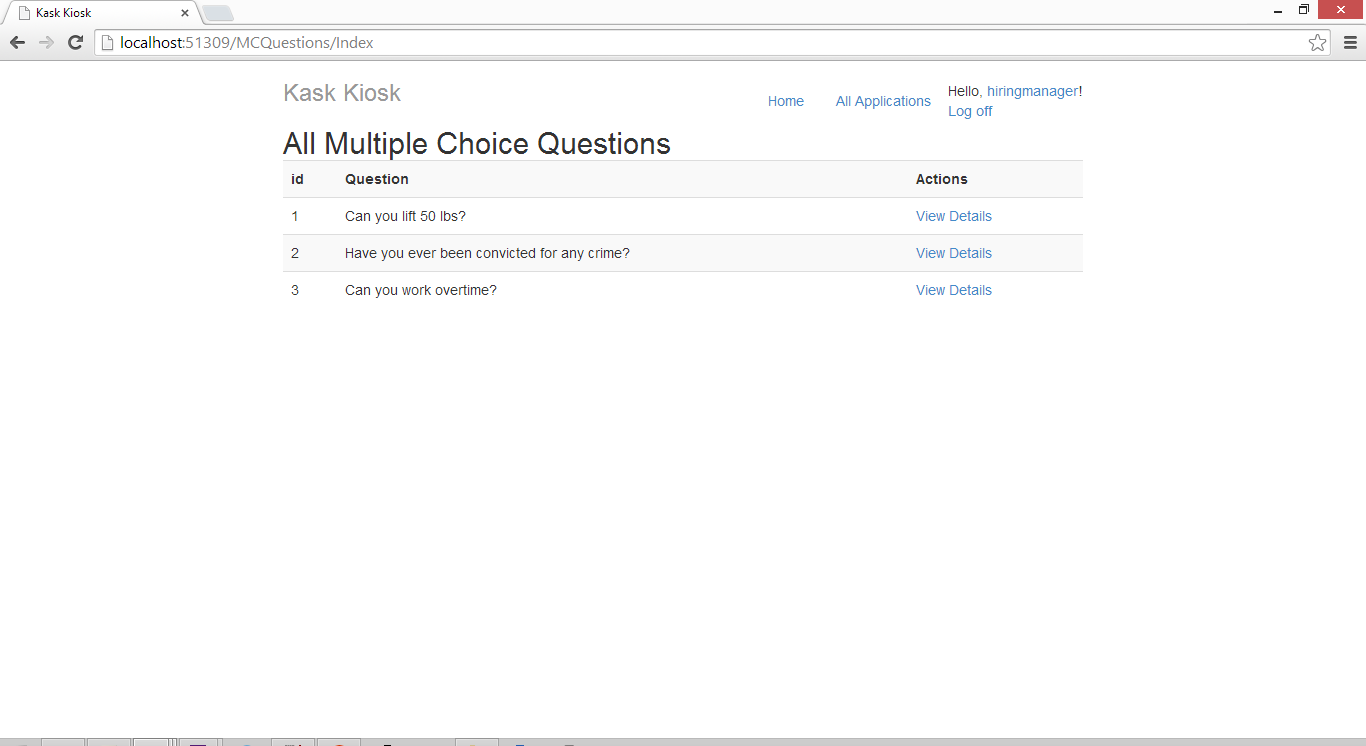 Kask Kiosk
localhost:51309/MCQuestions/Index
Kask Kiosk
Home All Applications Hello, hiringmanager!
Log off
All Multiple Choice Questions
id Question Actions
1 Can you lift 50 lbs? View Details
2 Have you ever been convicted for any crime? View Details
3 Can you work overtime? View Details